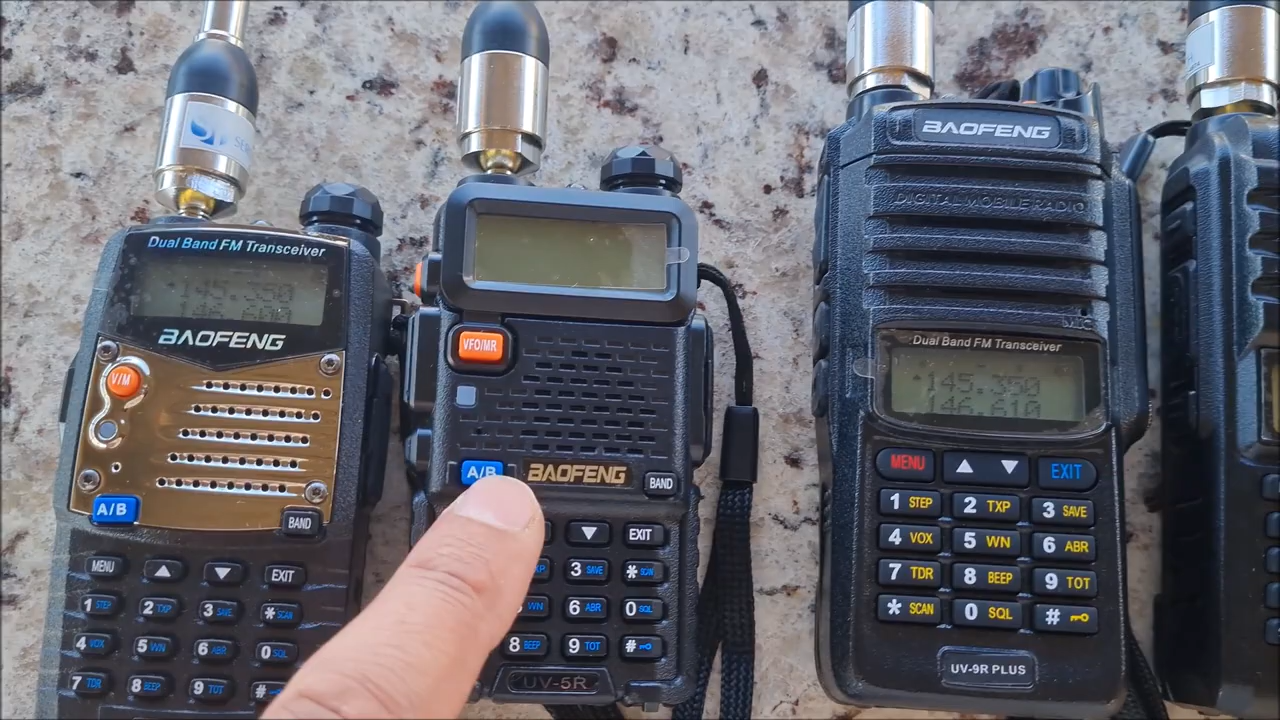 Dual Band FM Transceiver
145.350
146.600
BAOFENG
V/M
A/B
BAND
MENU ▲ ▼ EXIT
1 STEP 2 TXP 3 SAVE * SCAN
4 VOX 5 WN 6 ABR 0 SQL
7 TDR 8 BEEP 9 TOT #
VFO/MR
A/B BAOFENG BAND
▼ EXIT
3 SAVE * SCAN
WN 6 ABR 0 SQL
8 BEEP 9 TOT #
UV-5R
BAOFENG
DIGITAL MOBILE RADIO
MIC
Dual Band FM Transceiver
145.350
146.610
MENU ▲ ▼ EXIT
1 STEP 2 TXP 3 SAVE
4 VOX 5 WN 6 ABR
7 TDR 8 BEEP 9 TOT
* SCAN 0 SQL #
UV-9R PLUS